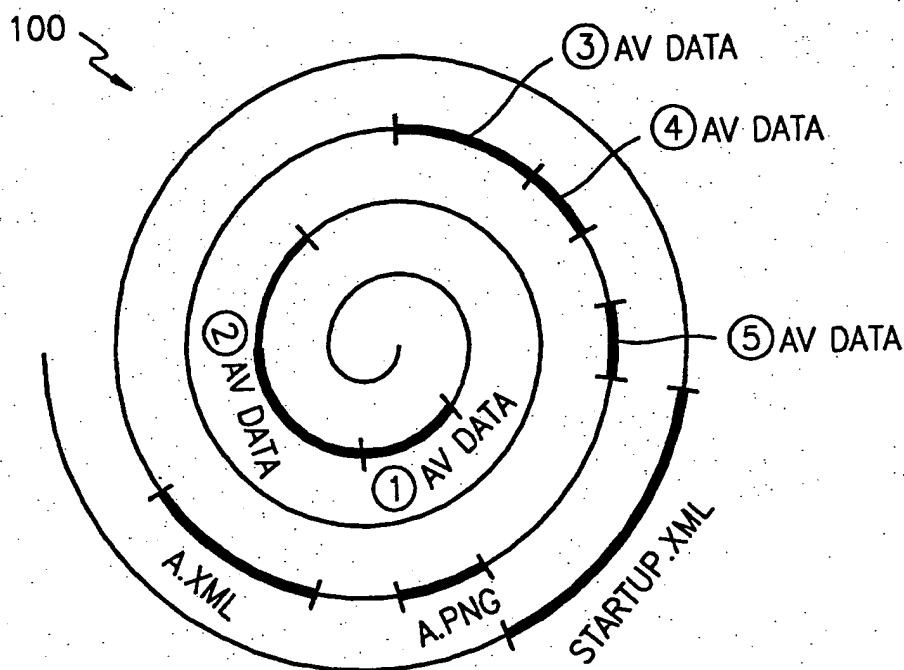 100
③ AV DATA
④ AV DATA
⑤ AV DATA
② AV DATA
① AV DATA
A.XML
A.PNG
STARTUP.XML